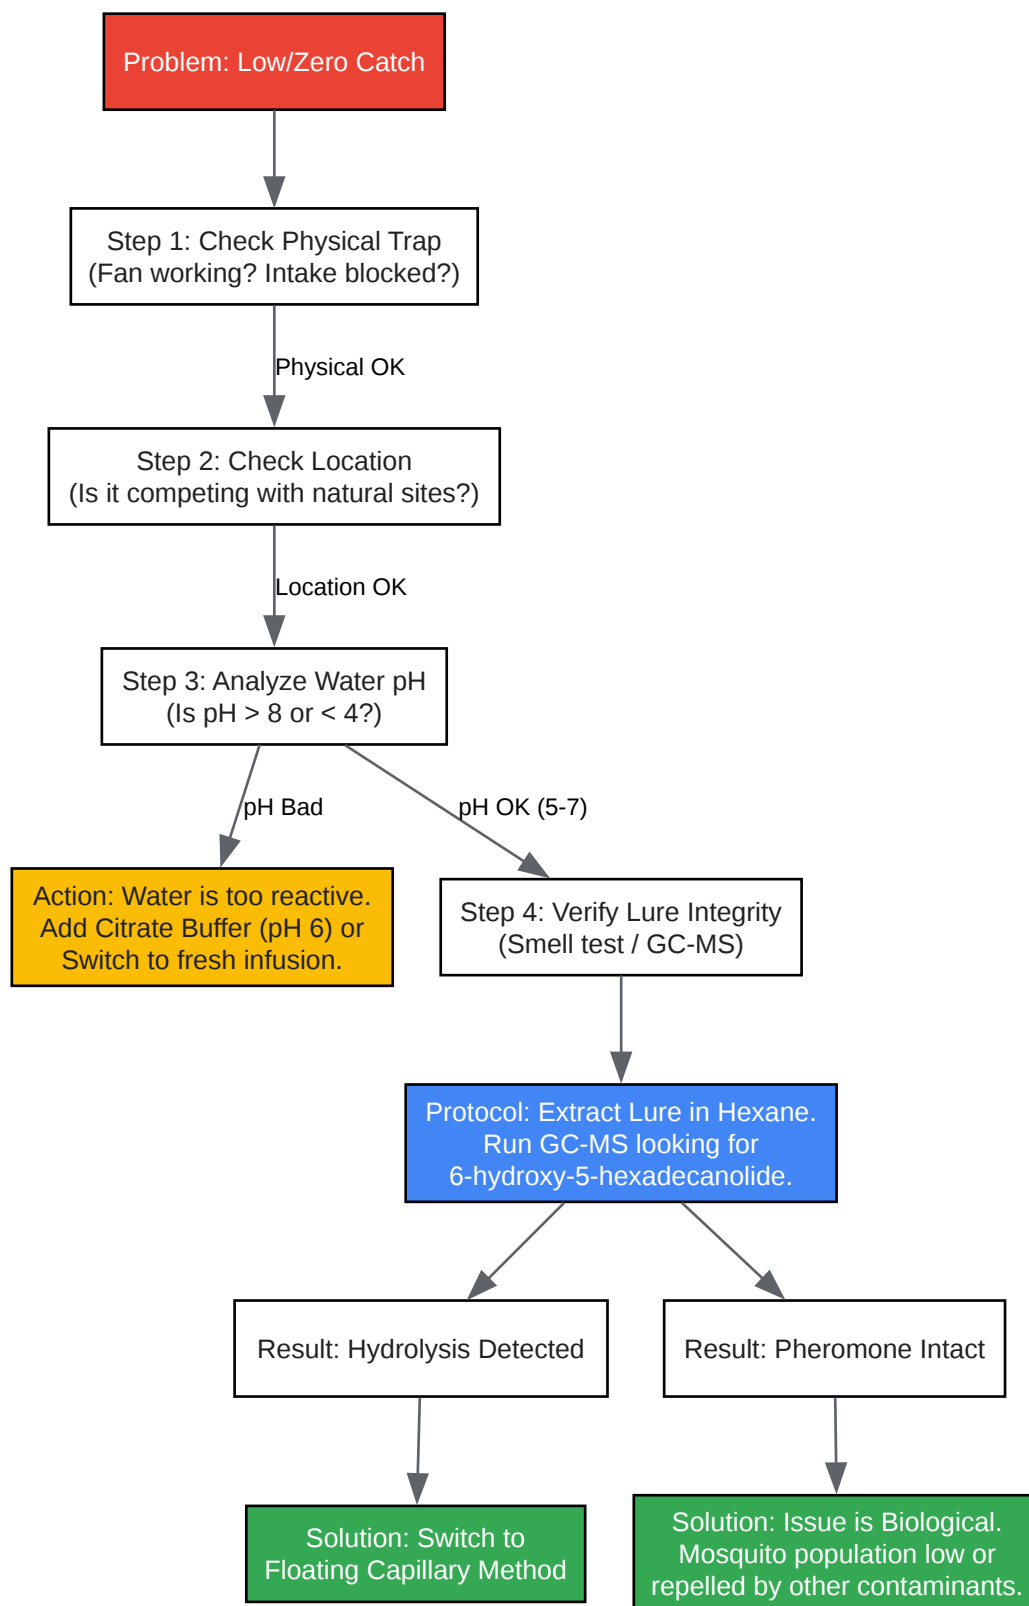 Problem: Low/Zero Catch
Step 1: Check Physical Trap
(Fan working? Intake blocked?)
Physical OK
Step 2: Check Location
(Is it competing with natural sites?)
Location OK
Step 3: Analyze Water pH
(Is pH > 8 or < 4?)
pH Bad
pH OK (5-7)
Action: Water is too reactive.
Add Citrate Buffer (pH 6) or
Switch to fresh infusion.
Step 4: Verify Lure Integrity
(Smell test / GC-MS)
Protocol: Extract Lure in Hexane.
Run GC-MS looking for
6-hydroxy-5-hexadecanolide.
Result: Hydrolysis Detected
Result: Pheromone Intact
Solution: Switch to
Floating Capillary Method
Solution: Issue is Biological.
Mosquito population low or
repelled by other contaminants.